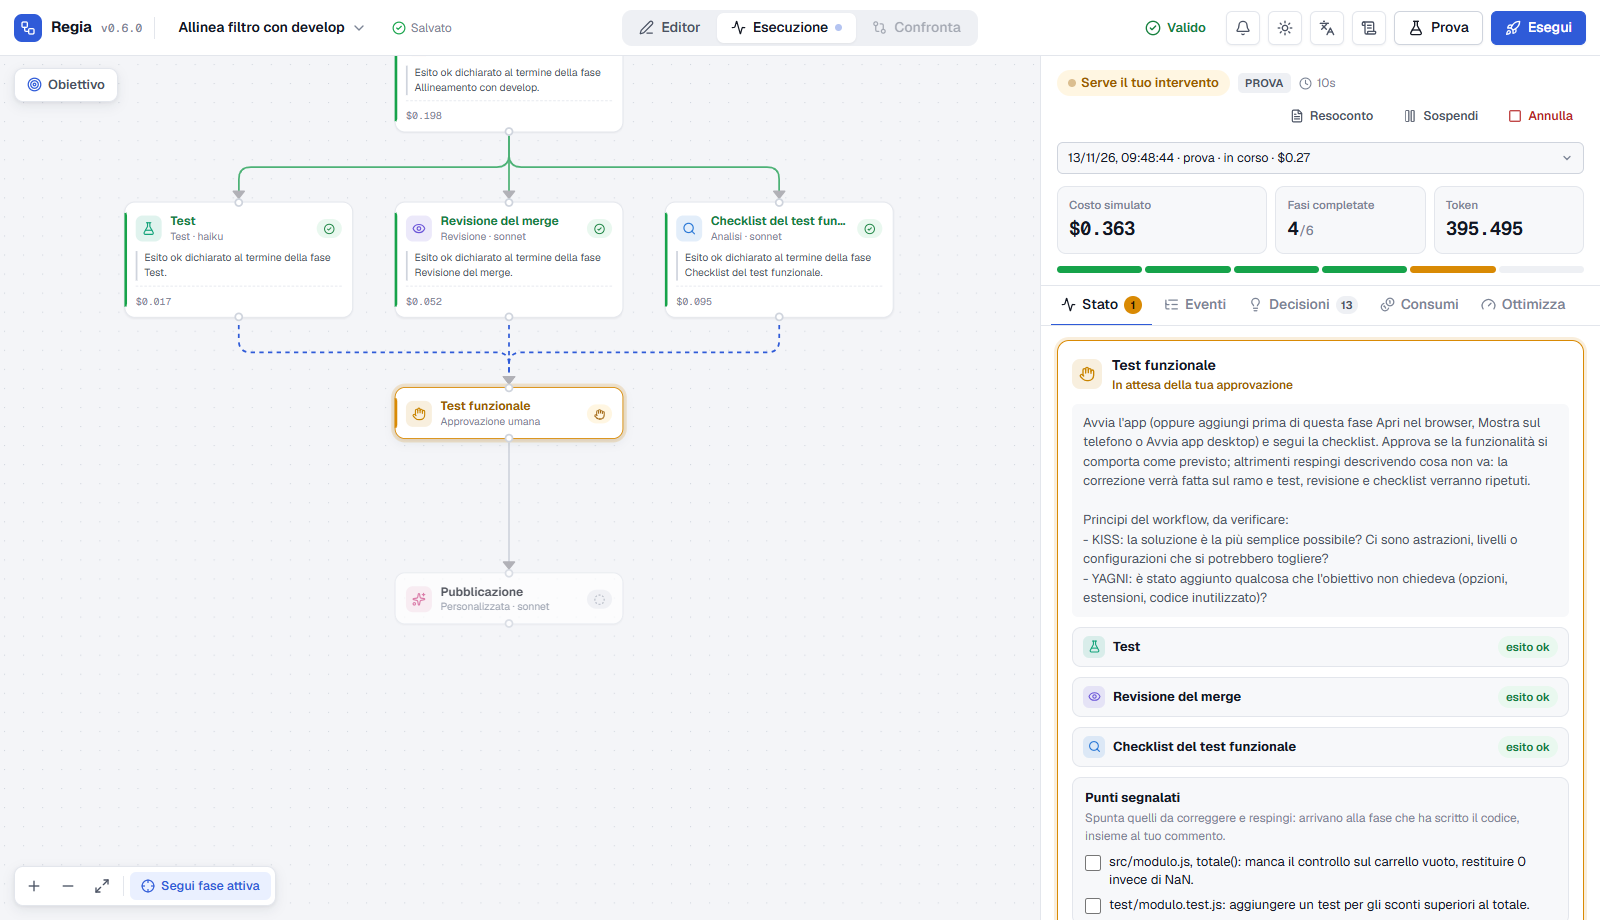 Regia v0.6.0
Allinea filtro con develop
Salvato
Editor
Esecuzione
Confronta
Valido
Prova
Esegui
Obiettivo
Esito ok dichiarato al termine della fase
Allineamento con develop.
$0.198
Test
Test · haiku
Esito ok dichiarato al termine della fase
Test.
$0.017
Revisione del merge
Revisione · sonnet
Esito ok dichiarato al termine della fase
Revisione del merge.
$0.052
Checklist del test fun...
Analisi · sonnet
Esito ok dichiarato al termine della fase
Checklist del test funzionale.
$0.095
Test funzionale
Approvazione umana
Pubblicazione
Personalizzata · sonnet
Segui fase attiva
Serve il tuo intervento
PROVA
10s
Resoconto
Sospendi
Annulla
13/11/26, 09:48:44 · prova · in corso · $0.27
Costo simulato
$0.363
Fasi completate
4/6
Token
395.495
Stato 1
Eventi
Decisioni 13
Consumi
Ottimizza
Test funzionale
In attesa della tua approvazione
Avvia l'app (oppure aggiungi prima di questa fase Apri nel browser, Mostra sul
telefono o Avvia app desktop) e segui la checklist. Approva se la funzionalità si
comporta come previsto; altrimenti respingi descrivendo cosa non va: la
correzione verrà fatta sul ramo e test, revisione e checklist verranno ripetuti.
Principi del workflow, da verificare:
- KISS: la soluzione è la più semplice possibile? Ci sono astrazioni, livelli o
configurazioni che si potrebbero togliere?
- YAGNI: è stato aggiunto qualcosa che l'obiettivo non chiedeva (opzioni,
estensioni, codice inutilizzato)?
Test
esito ok
Revisione del merge
esito ok
Checklist del test funzionale
esito ok
Punti segnalati
Spunta quelli da correggere e respingi: arrivano alla fase che ha scritto il codice,
insieme al tuo commento.
src/modulo.js, totale(): manca il controllo sul carrello vuoto, restituire 0
invece di NaN.
test/modulo.test.js: aggiungere un test per gli sconti superiori al totale.